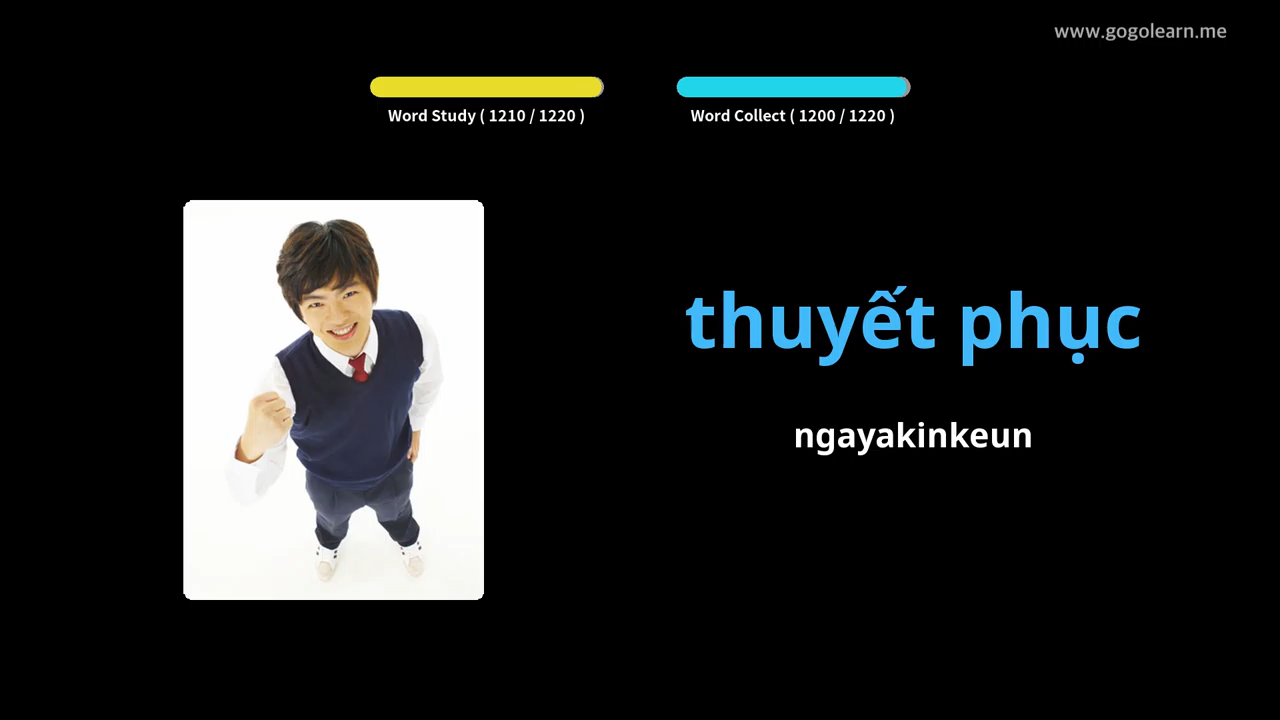 www.gogolearn.me
Word Study ( 1210 / 1220 )
Word Collect ( 1200 / 1220 )
thuyết phục
ngayakinkeun